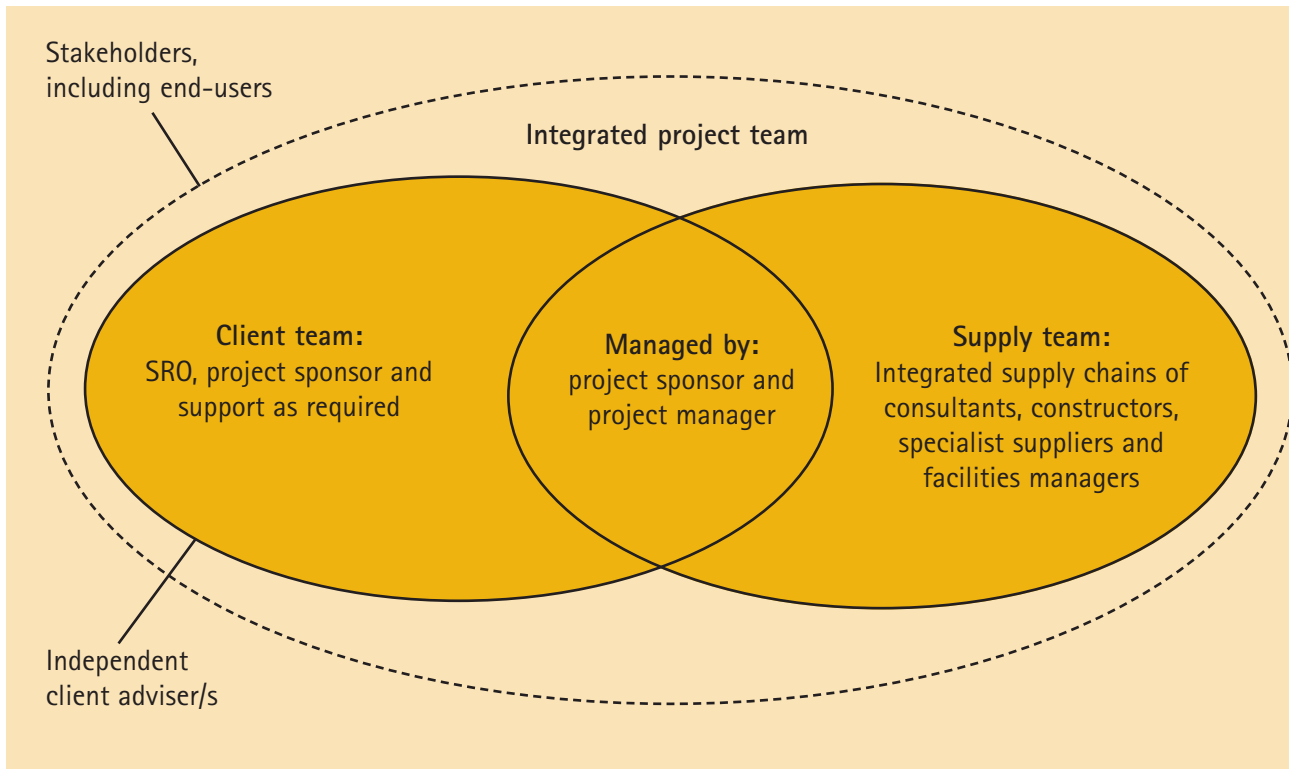 Stakeholders,
including end-users
Integrated project team
Client team:
SRO, project sponsor and
support as required
Managed by:
project sponsor and
project manager
Supply team:
Integrated supply chains of
consultants, constructors,
specialist suppliers and
facilities managers
Independent
client adviser/s